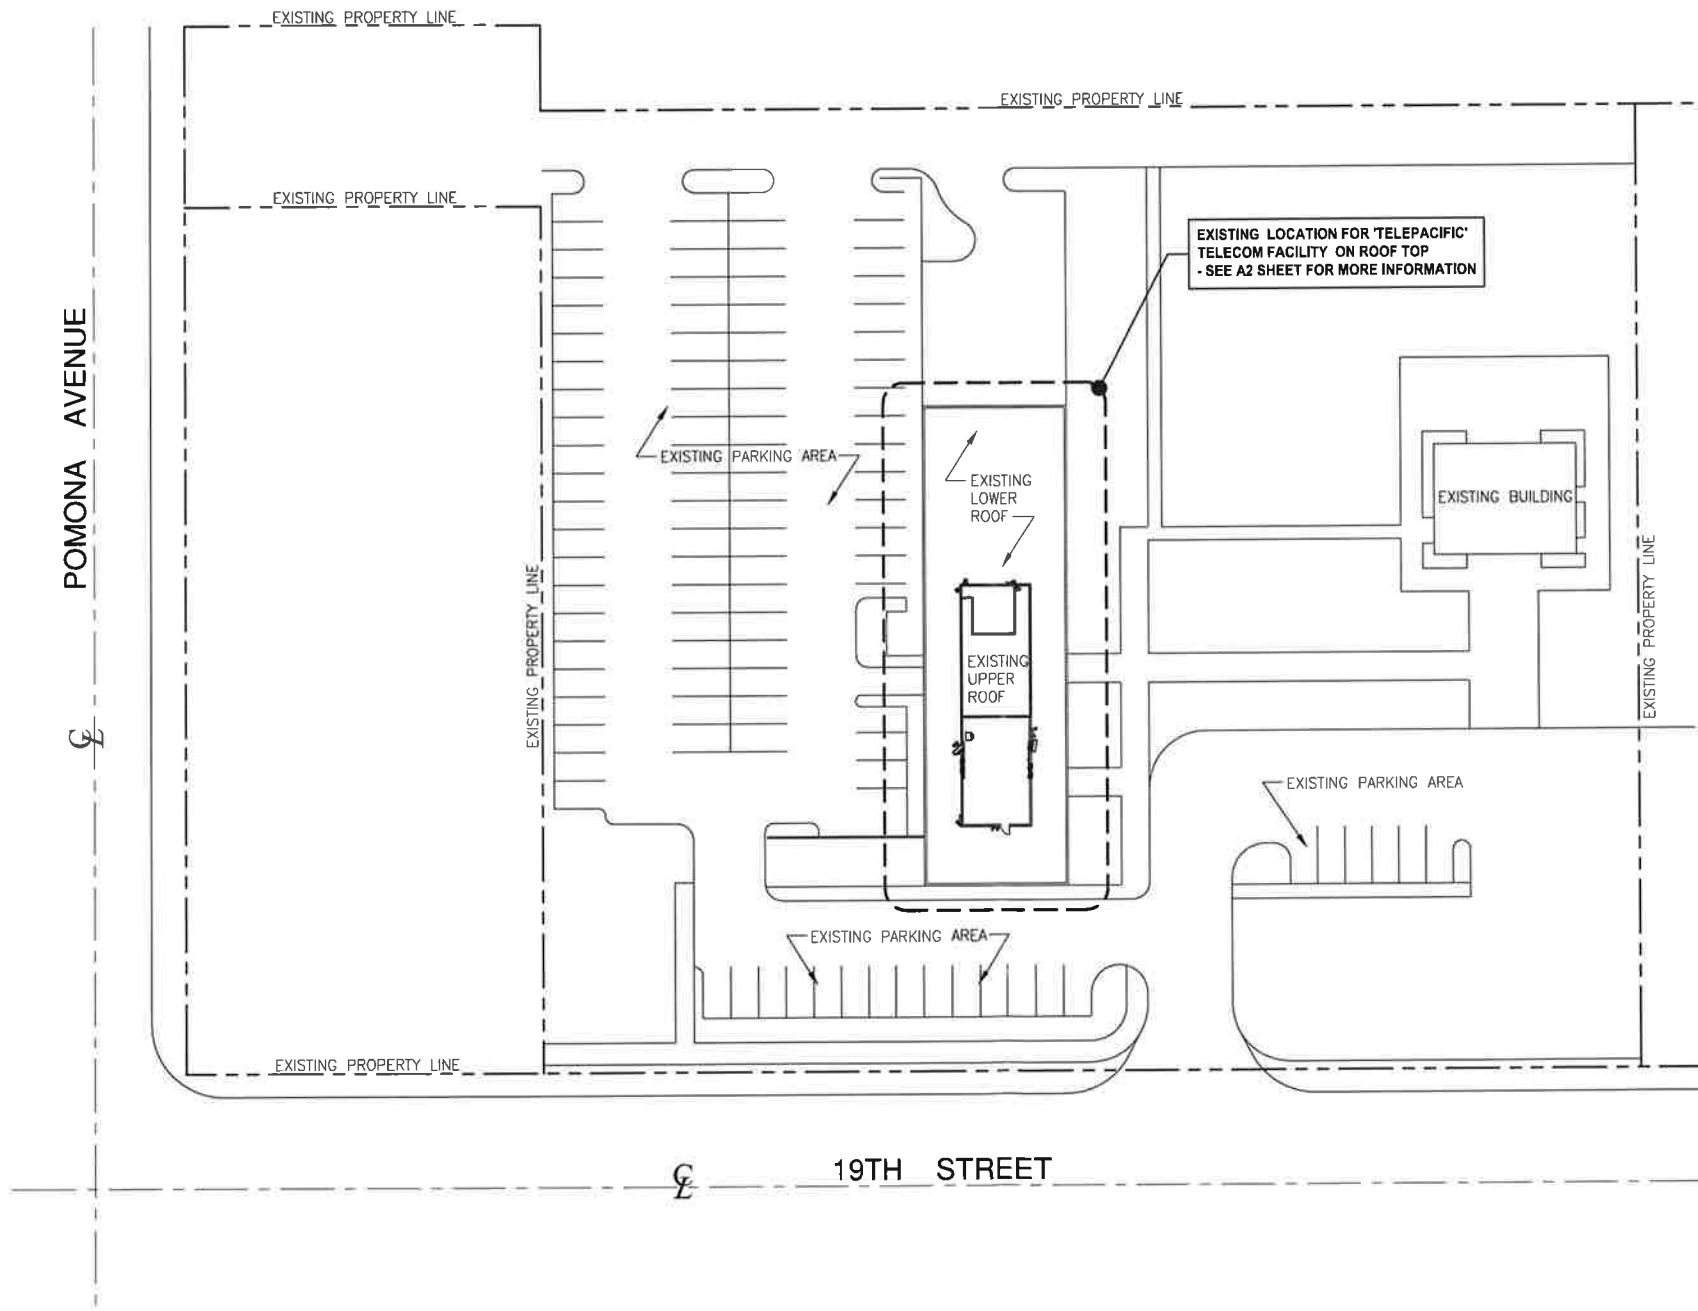 EXISTING PROPERTY LINE
EXISTING PROPERTY LINE
EXISTING PROPERTY LINE
EXISTING LOCATION FOR 'TELEPACIFIC'
TELECOM FACILITY ON ROOF TOP
- SEE A2 SHEET FOR MORE INFORMATION
POMONA AVENUE
EXISTING PARKING AREA
EXISTING
LOWER
ROOF
EXISTING BUILDING
EXISTING PROPERTY LINE
EXISTING PROPERTY LINE
EXISTING
UPPER
ROOF
CL
EXISTING PARKING AREA
EXISTING PARKING AREA
EXISTING PROPERTY LINE
CL
19TH STREET